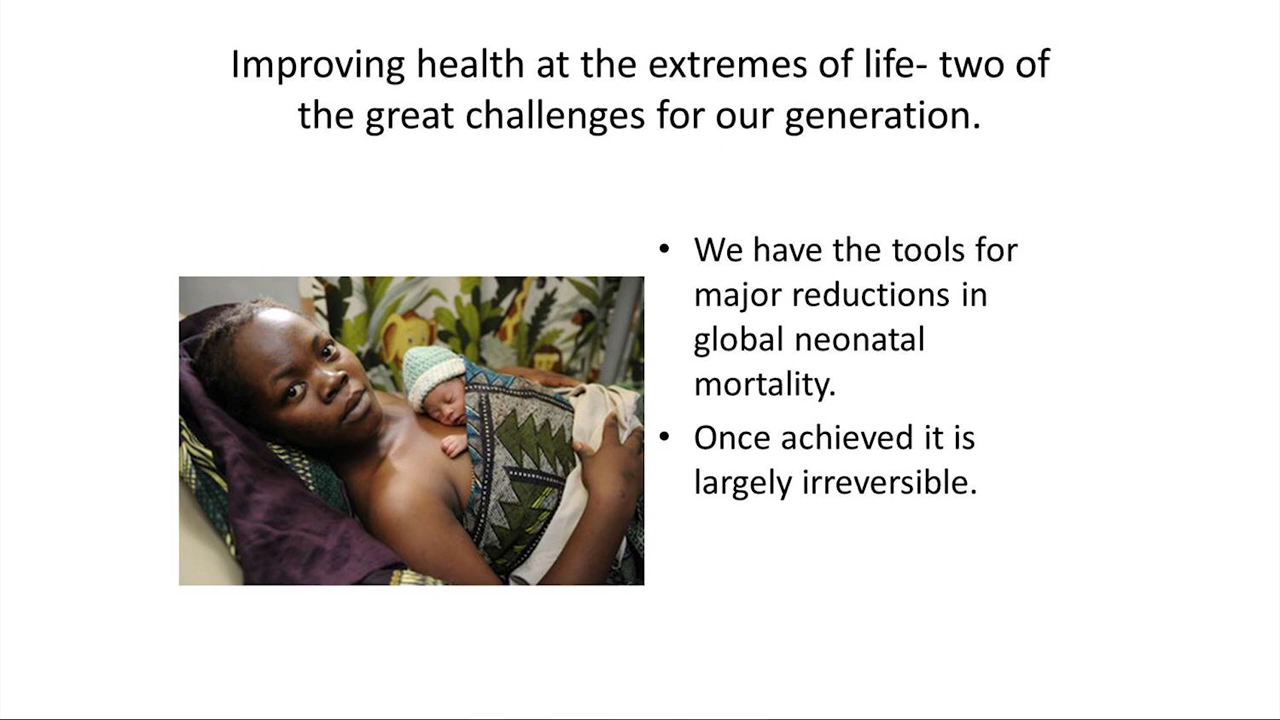 Improving health at the extremes of life- two of
the great challenges for our generation.
• We have the tools for
major reductions in
global neonatal
mortality.
• Once achieved it is
largely irreversible.